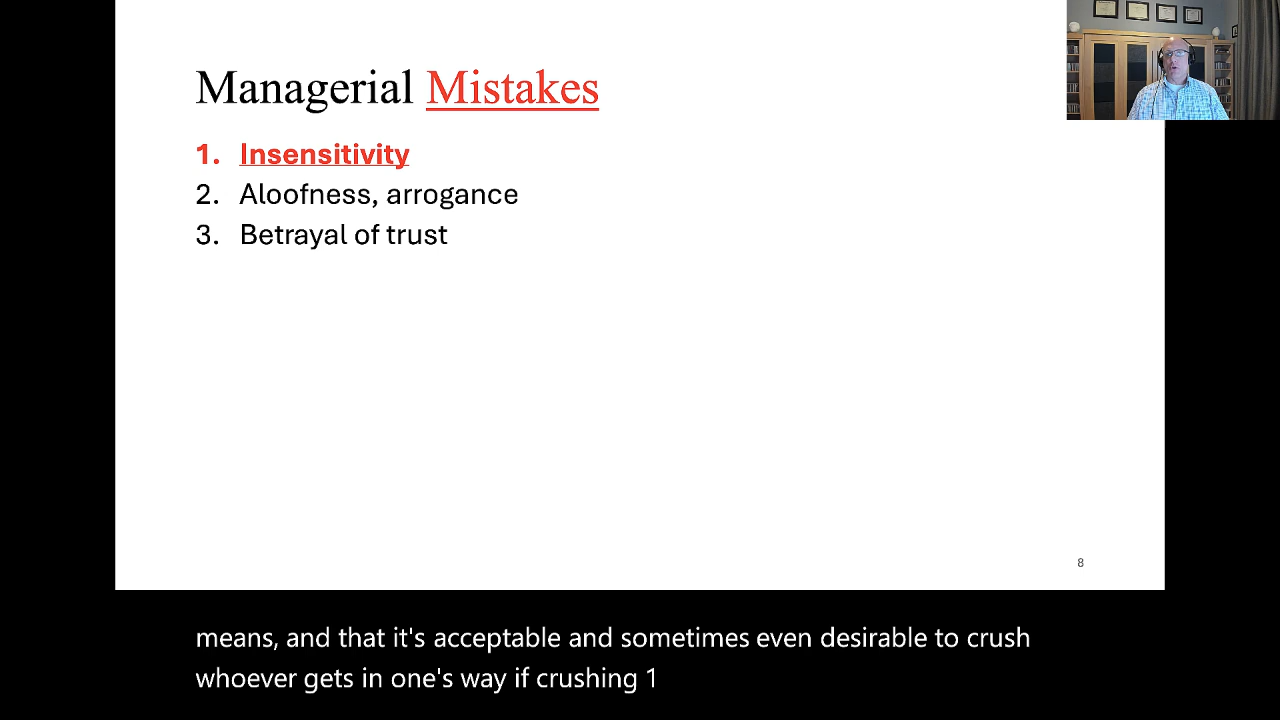 Managerial Mistakes
1. Insensitivity
2. Aloofness, arrogance
3. Betrayal of trust
8
means, and that it's acceptable and sometimes even desirable to crush
whoever gets in one's way if crushing 1